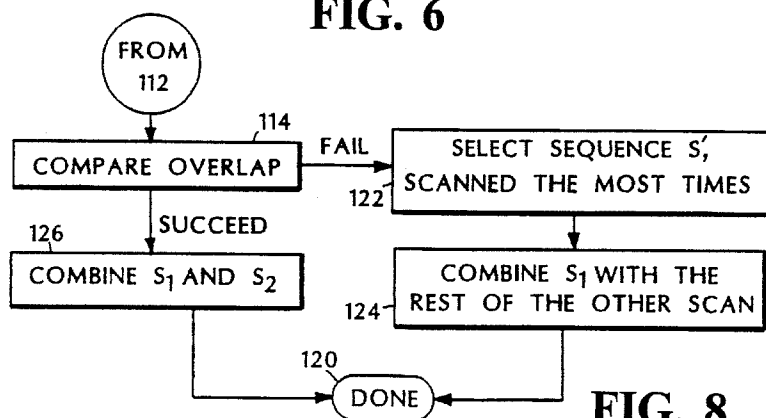 FIG. 6
FROM
112
114
COMPARE OVERLAP
FAIL
SELECT SEQUENCE S',
SCANNED THE MOST TIMES
122
SUCCEED
126
COMBINE S1 AND S2
COMBINE S1 WITH THE
REST OF THE OTHER SCAN
124
120
DONE
FIG. 8